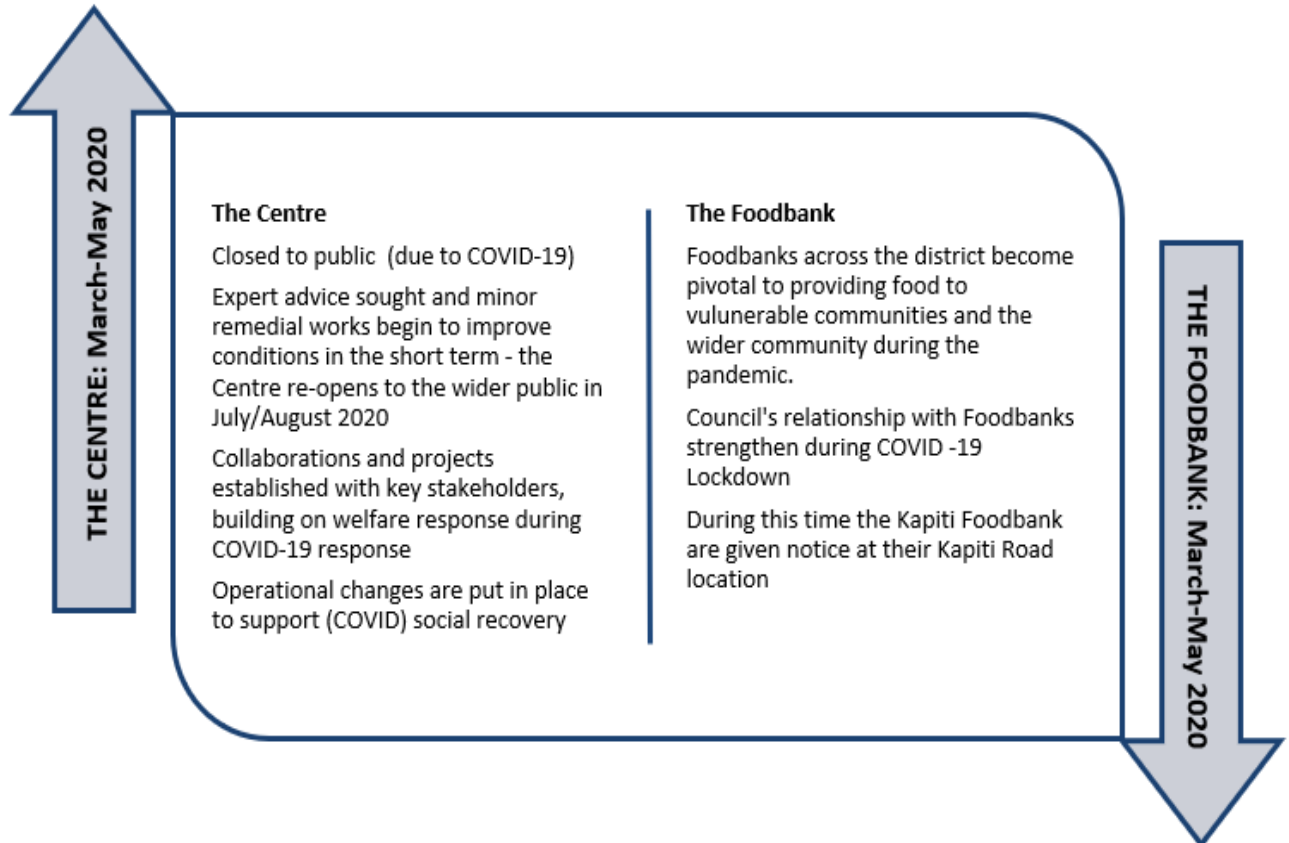 THE CENTRE: March-May 2020
The Centre
Closed to public  (due to COVID-19)
Expert advice sought and minor
remedial works begin to improve
conditions in the short term - the
Centre re-opens to the wider public in
July/August 2020
Collaborations and projects
established with key stakeholders,
building on welfare response during
COVID-19 response
Operational changes are put in place
to support (COVID) social recovery
The Foodbank
Foodbanks across the district become
pivotal to providing food to
vulunerable communities and the
wider community during the
pandemic.
Council's relationship with Foodbanks
strengthen during COVID -19
Lockdown
During this time the Kapiti Foodbank
are given notice at their Kapiti Road
location
THE FOODBANK: March-May 2020